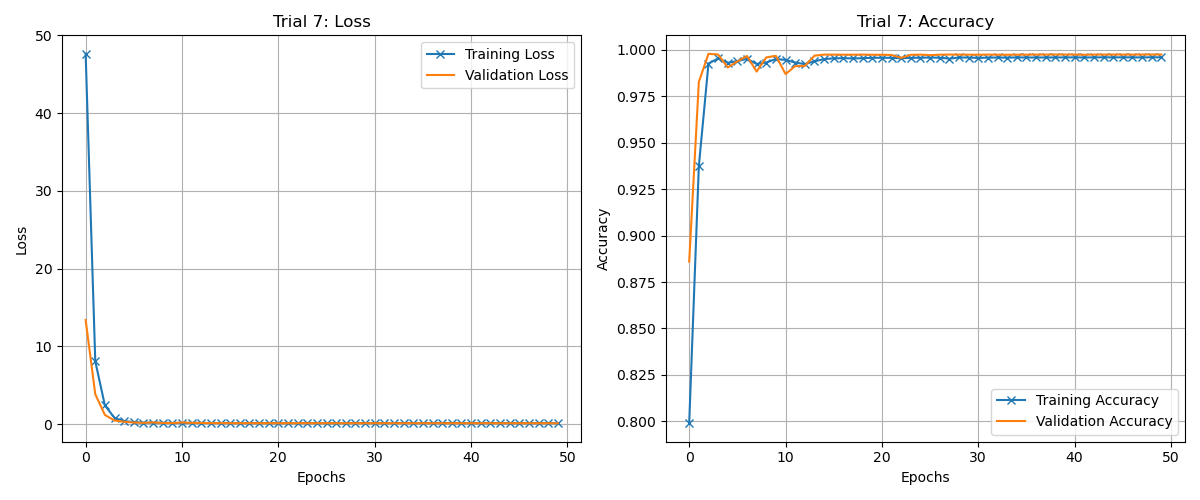 Trial 7: Loss
50
40
30
20
10
0
Loss
Training Loss
Validation Loss
0 10 20 30 40 50
Epochs
Trial 7: Accuracy
1.000
0.975
0.950
0.925
0.900
0.875
0.850
0.825
0.800
Accuracy
Training Accuracy
Validation Accuracy
0 10 20 30 40 50
Epochs